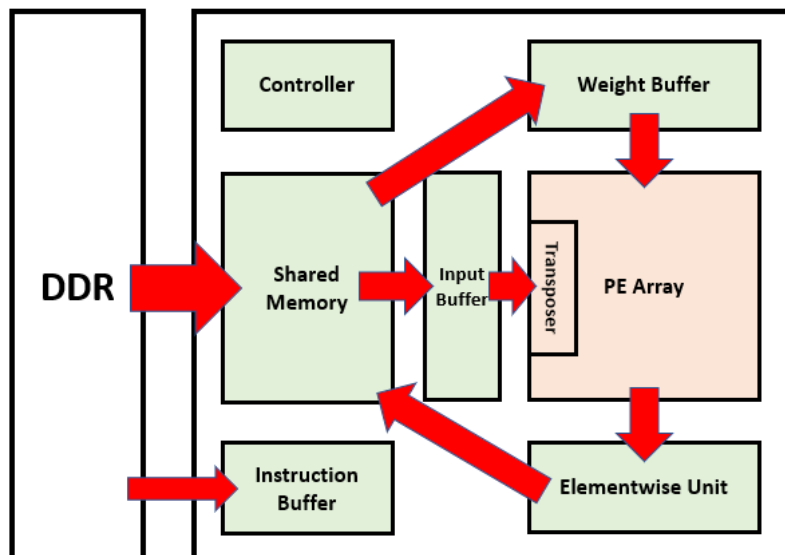 Controller
Weight Buffer
DDR
Shared
Memory
Input
Buffer
Transposer
PE Array
Instruction
Buffer
Elementwise Unit